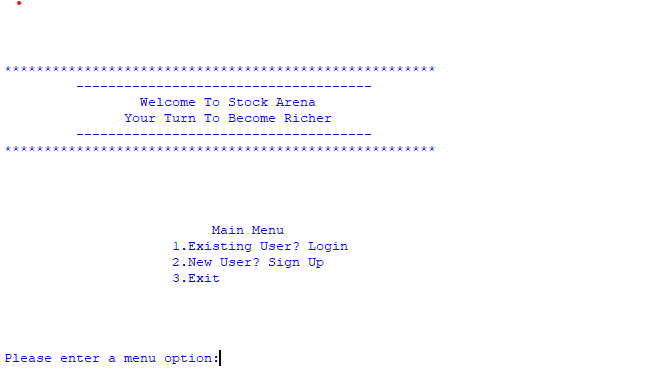 ******************************************************
-------------------------------------
Welcome To Stock Arena
Your Turn To Become Richer
-------------------------------------
******************************************************
Main Menu
1.Existing User? Login
2.New User? Sign Up
3.Exit
Please enter a menu option: